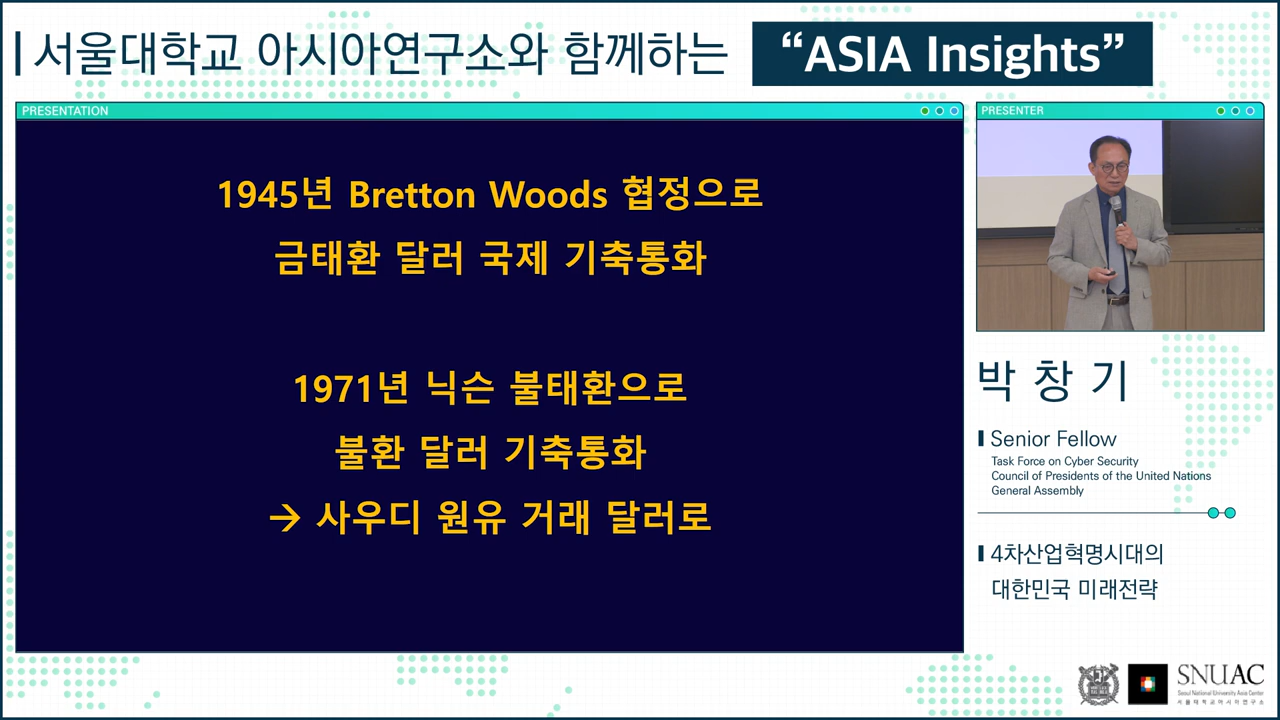 서울대학교 아시아연구소와 함께하는 “ASIA Insights”
PRESENTATION
1945년 Bretton Woods 협정으로
금태환 달러 국제 기축통화
1971년 닉슨 불태환으로
불환 달러 기축통화
→ 사우디 원유 거래 달러로
PRESENTER
박창기
Senior Fellow
Task Force on Cyber Security
Council of Presidents of the United Nations
General Assembly
4차산업혁명시대의
대한민국 미래전략
SNUAC
Seoul National University Asia Center
서울대학교아시아연구소